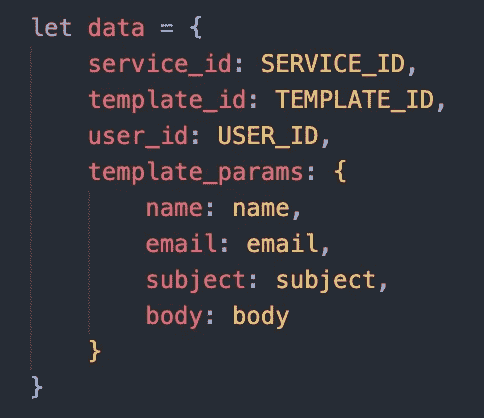 let data = {
    service_id: SERVICE_ID,
    template_id: TEMPLATE_ID,
    user_id: USER_ID,
    template_params: {
        name: name,
        email: email,
        subject: subject,
        body: body
    }
}